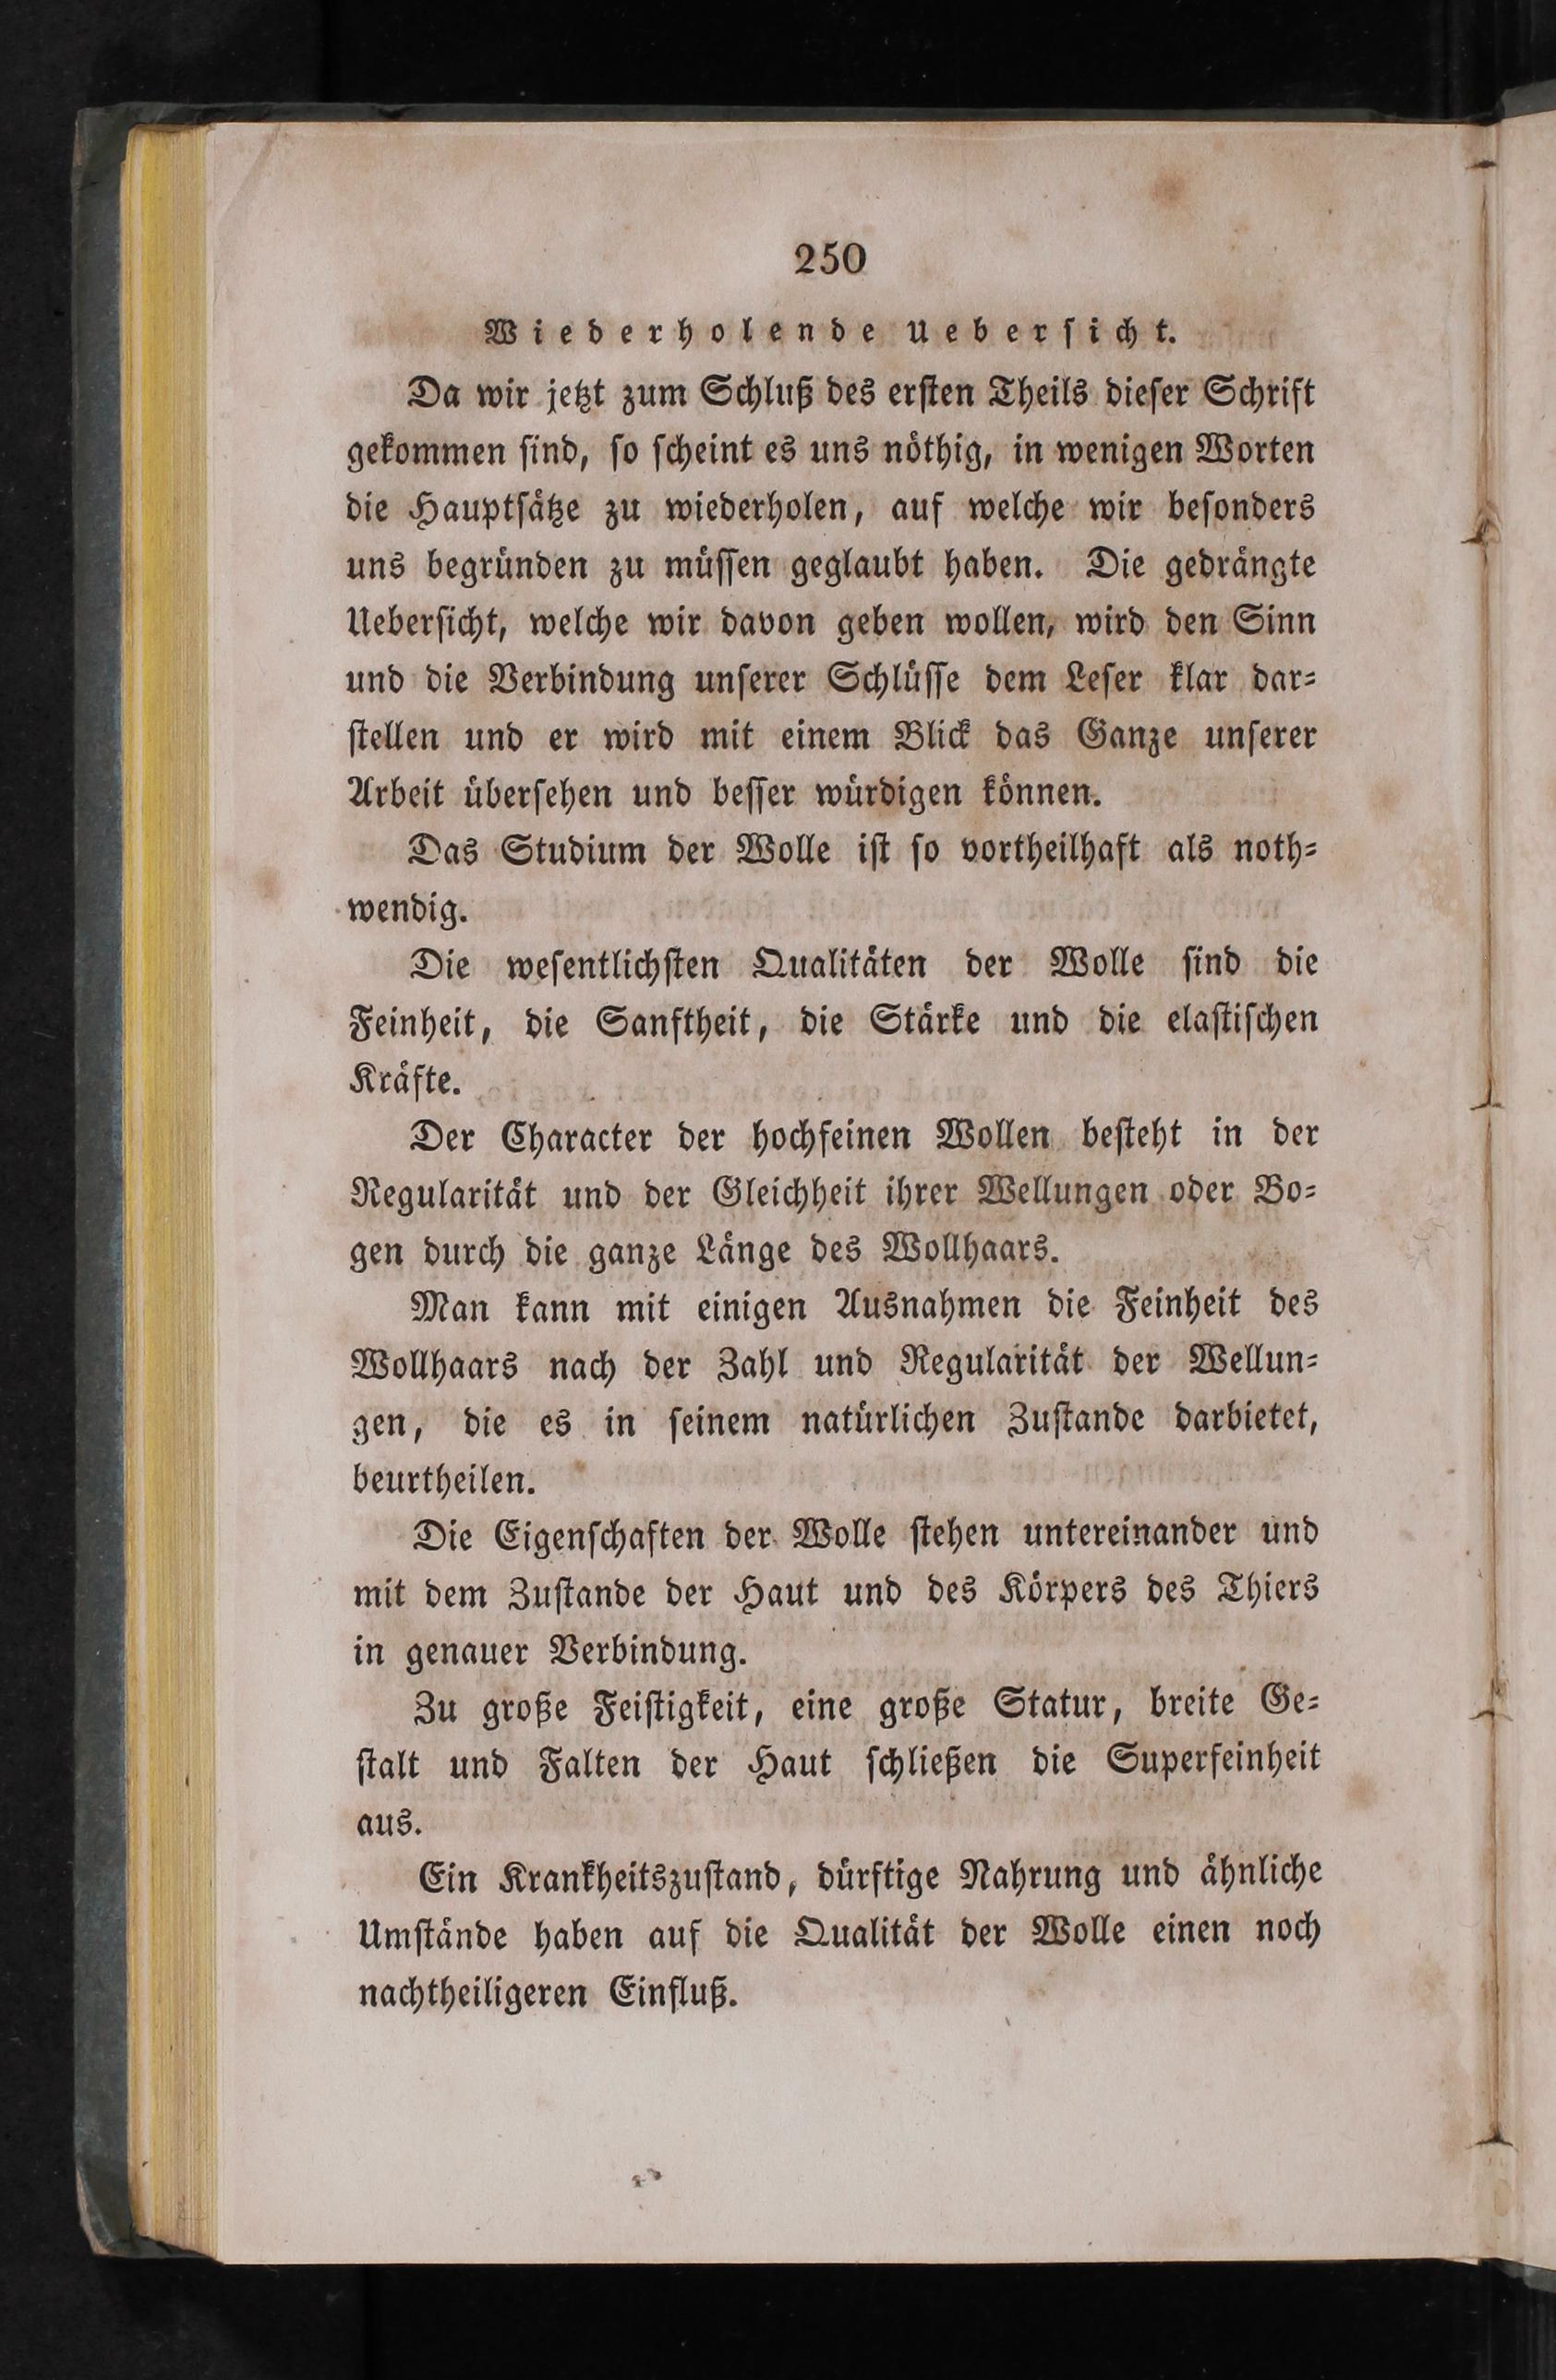 250
Wiederholende Uebersicht.
Da wir jetzt zum Schluß des ersten Theils dieser Schrift
gekommen sind, so scheint es uns nöthig, in wenigen Worten
die Hauptsätze zu wiederholen, auf welche wir besonders
uns begründen zu müssen geglaubt haben. Die gedrängte
Uebersicht, welche wir davon geben wollen, wird den Sinn
und die Verbindung unserer Schlüsse dem Leser klar dar-
stellen und er wird mit einem Blick das Ganze unserer
Arbeit übersehen und besser würdigen können.
Das Studium der Wolle ist so vortheilhaft als noth-
wendig.
Die wesentlichsten Qualitäten der Wolle sind die
Feinheit, die Sanftheit, die Stärke und die elastischen
Kräfte.
Der Character der hochfeinen Wollen besteht in der
Regularität und der Gleichheit ihrer Wellungen oder Bo-
gen durch die ganze Länge des Wollhaars.
Man kann mit einigen Ausnahmen die Feinheit des
Wollhaars nach der Zahl und Regularität der Wellun-
gen, die es in seinem natürlichen Zustande darbietet,
beurtheilen.
Die Eigenschaften der Wolle stehen untereinander und
mit dem Zustande der Haut und des Körpers des Thiers
in genauer Verbindung.
Zu große Feistigkeit, eine große Statur, breite Ge-
stalt und Falten der Haut schließen die Superfeinheit
aus.
Ein Krankheitszustand, dürftige Nahrung und ähnliche
Umstände haben auf die Qualität der Wolle einen noch
nachtheiligeren Einfluß.